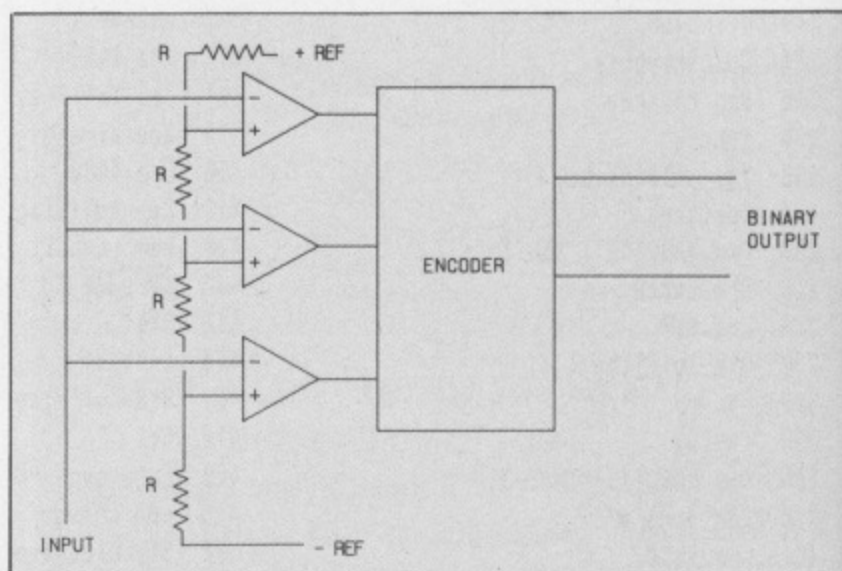 R
+ REF
−
+
R
−
+
ENCODER
BINARY
OUTPUT
R
−
+
R
INPUT
− REF